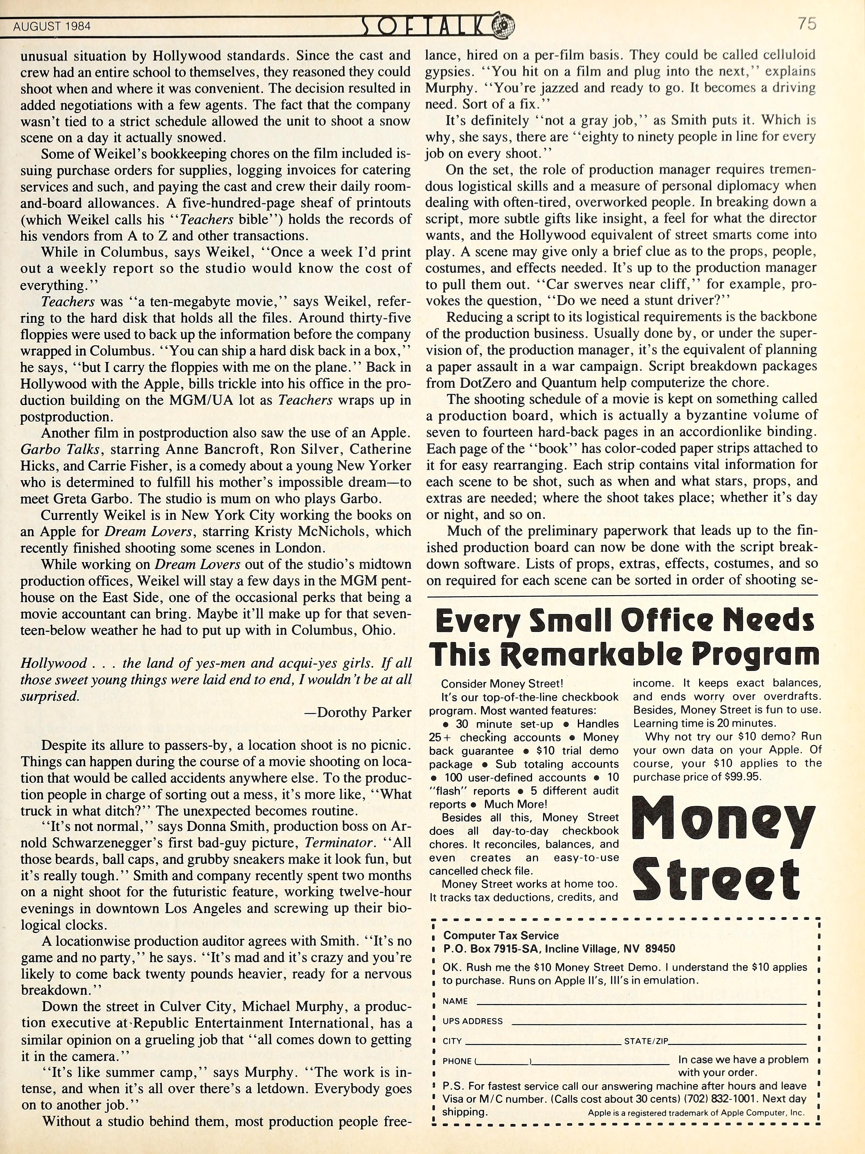 AUGUST 1984
SOFTALK
75
unusual situation by Hollywood standards. Since the cast and
crew had an entire school to themselves, they reasoned they could
shoot when and where it was convenient. The decision resulted in
added negotiations with a few agents. The fact that the company
wasn't tied to a strict schedule allowed the unit to shoot a snow
scene on a day it actually snowed.
Some of Weikel's bookkeeping chores on the film included is-
suing purchase orders for supplies, logging invoices for catering
services and such, and paying the cast and crew their daily room-
and-board allowances. A five-hundred-page sheaf of printouts
(which Weikel calls his ''Teachers bible'') holds the records of
his vendors from A to Z and other transactions.
While in Columbus, says Weikel, ''Once a week I'd print
out a weekly report so the studio would know the cost of
everything.''
Teachers was ''a ten-megabyte movie,'' says Weikel, refer-
ring to the hard disk that holds all the files. Around thirty-five
floppies were used to back up the information before the company
wrapped in Columbus. ''You can ship a hard disk back in a box,''
he says, ''but I carry the floppies with me on the plane.'' Back in
Hollywood with the Apple, bills trickle into his office in the pro-
duction building on the MGM/UA lot as Teachers wraps up in
postproduction.
Another film in postproduction also saw the use of an Apple.
Garbo Talks, starring Anne Bancroft, Ron Silver, Catherine
Hicks, and Carrie Fisher, is a comedy about a young New Yorker
who is determined to fulfill his mother's impossible dream—to
meet Greta Garbo. The studio is mum on who plays Garbo.
Currently Weikel is in New York City working the books on
an Apple for Dream Lovers, starring Kristy McNichols, which
recently finished shooting some scenes in London.
While working on Dream Lovers out of the studio's midtown
production offices, Weikel will stay a few days in the MGM pent-
house on the East Side, one of the occasional perks that being a
movie accountant can bring. Maybe it'll make up for that seven-
teen-below weather he had to put up with in Columbus, Ohio.
Hollywood . . . the land of yes-men and acqui-yes girls. If all
those sweet young things were laid end to end, I wouldn't be at all
surprised.
—Dorothy Parker
Despite its allure to passers-by, a location shoot is no picnic.
Things can happen during the course of a movie shooting on loca-
tion that would be called accidents anywhere else. To the produc-
tion people in charge of sorting out a mess, it's more like, ''What
truck in what ditch?'' The unexpected becomes routine.
''It's not normal,'' says Donna Smith, production boss on Ar-
nold Schwarzenegger's first bad-guy picture, Terminator. ''All
those beards, ball caps, and grubby sneakers make it look fun, but
it's really tough.'' Smith and company recently spent two months
on a night shoot for the futuristic feature, working twelve-hour
evenings in downtown Los Angeles and screwing up their bio-
logical clocks.
A locationwise production auditor agrees with Smith. ''It's no
game and no party,'' he says. ''It's mad and it's crazy and you're
likely to come back twenty pounds heavier, ready for a nervous
breakdown.''
Down the street in Culver City, Michael Murphy, a produc-
tion executive at Republic Entertainment International, has a
similar opinion on a grueling job that ''all comes down to getting
it in the camera.''
''It's like summer camp,'' says Murphy. ''The work is in-
tense, and when it's all over there's a letdown. Everybody goes
on to another job.''
Without a studio behind them, most production people free-
lance, hired on a per-film basis. They could be called celluloid
gypsies. ''You hit on a film and plug into the next,'' explains
Murphy. ''You're jazzed and ready to go. It becomes a driving
need. Sort of a fix.''
It's definitely ''not a gray job,'' as Smith puts it. Which is
why, she says, there are ''eighty to ninety people in line for every
job on every shoot.''
On the set, the role of production manager requires tremen-
dous logistical skills and a measure of personal diplomacy when
dealing with often-tired, overworked people. In breaking down a
script, more subtle gifts like insight, a feel for what the director
wants, and the Hollywood equivalent of street smarts come into
play. A scene may give only a brief clue as to the props, people,
costumes, and effects needed. It's up to the production manager
to pull them out. ''Car swerves near cliff,'' for example, pro-
vokes the question, ''Do we need a stunt driver?''
Reducing a script to its logistical requirements is the backbone
of the production business. Usually done by, or under the super-
vision of, the production manager, it's the equivalent of planning
a paper assault in a war campaign. Script breakdown packages
from DotZero and Quantum help computerize the chore.
The shooting schedule of a movie is kept on something called
a production board, which is actually a byzantine volume of
seven to fourteen hard-back pages in an accordionlike binding.
Each page of the ''book'' has color-coded paper strips attached to
it for easy rearranging. Each strip contains vital information for
each scene to be shot, such as when and what stars, props, and
extras are needed; where the shoot takes place; whether it's day
or night, and so on.
Much of the preliminary paperwork that leads up to the fin-
ished production board can now be done with the script break-
down software. Lists of props, extras, effects, costumes, and so
on required for each scene can be sorted in order of shooting se-
Every Small Office Needs
This Remarkable Program
Consider Money Street!
It's our top-of-the-line checkbook
program. Most wanted features:
● 30 minute set-up ● Handles
25+ checking accounts ● Money
back guarantee ● $10 trial demo
package ● Sub totaling accounts
● 100 user-defined accounts ● 10
"flash" reports ● 5 different audit
reports ● Much More!
Besides all this, Money Street
does all day-to-day checkbook
chores. It reconciles, balances, and
even creates an easy-to-use
cancelled check file.
Money Street works at home too.
It tracks tax deductions, credits, and
income. It keeps exact balances,
and ends worry over overdrafts.
Besides, Money Street is fun to use.
Learning time is 20 minutes.
Why not try our $10 demo? Run
your own data on your Apple. Of
course, your $10 applies to the
purchase price of $99.95.
Money
Street
Computer Tax Service
P.O. Box 7915-SA, Incline Village, NV 89450
OK. Rush me the $10 Money Street Demo. I understand the $10 applies
to purchase. Runs on Apple II's, III's in emulation.
NAME
UPS ADDRESS
CITY STATE/ZIP
PHONE ( ) In case we have a problem
with your order.
P.S. For fastest service call our answering machine after hours and leave
Visa or M/C number. (Calls cost about 30 cents) (702) 832-1001. Next day
shipping. Apple is a registered trademark of Apple Computer, Inc.